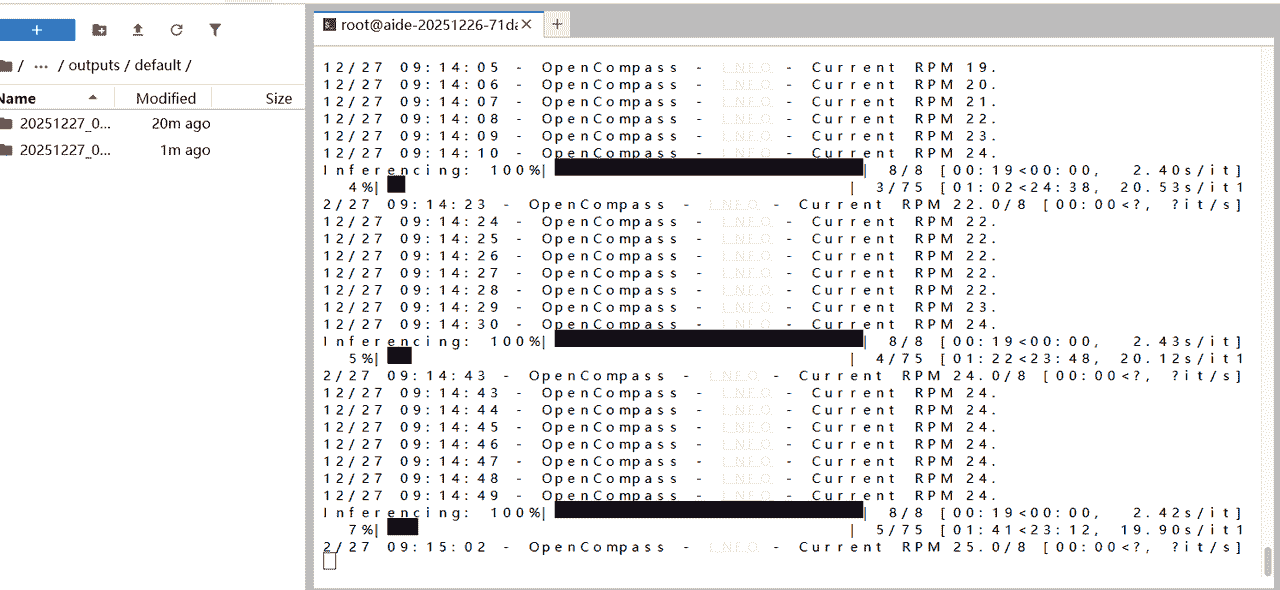 +
/ ... / outputs / default /
Name Modified Size
20251227_0... 20m ago
20251227_0... 1m ago
root@aide-20251226-71da × +
12/27 09:14:05 - OpenCompass - INFO - Current RPM 19.
12/27 09:14:06 - OpenCompass - INFO - Current RPM 20.
12/27 09:14:07 - OpenCompass - INFO - Current RPM 21.
12/27 09:14:08 - OpenCompass - INFO - Current RPM 22.
12/27 09:14:09 - OpenCompass - INFO - Current RPM 23.
12/27 09:14:10 - OpenCompass - INFO - Current RPM 24.
Inferencing: 100%| | 8/8 [00:19<00:00, 2.40s/it]
4%| | 3/75 [01:02<24:38, 20.53s/it1
2/27 09:14:23 - OpenCompass - INFO - Current RPM 22.0/8 [00:00<?, ?it/s]
12/27 09:14:24 - OpenCompass - INFO - Current RPM 22.
12/27 09:14:25 - OpenCompass - INFO - Current RPM 22.
12/27 09:14:26 - OpenCompass - INFO - Current RPM 22.
12/27 09:14:27 - OpenCompass - INFO - Current RPM 22.
12/27 09:14:28 - OpenCompass - INFO - Current RPM 22.
12/27 09:14:29 - OpenCompass - INFO - Current RPM 23.
12/27 09:14:30 - OpenCompass - INFO - Current RPM 24.
Inferencing: 100%| | 8/8 [00:19<00:00, 2.43s/it]
5%| | 4/75 [01:22<23:48, 20.12s/it1
2/27 09:14:43 - OpenCompass - INFO - Current RPM 24.0/8 [00:00<?, ?it/s]
12/27 09:14:43 - OpenCompass - INFO - Current RPM 24.
12/27 09:14:44 - OpenCompass - INFO - Current RPM 24.
12/27 09:14:45 - OpenCompass - INFO - Current RPM 24.
12/27 09:14:46 - OpenCompass - INFO - Current RPM 24.
12/27 09:14:47 - OpenCompass - INFO - Current RPM 24.
12/27 09:14:48 - OpenCompass - INFO - Current RPM 24.
12/27 09:14:49 - OpenCompass - INFO - Current RPM 24.
Inferencing: 100%| | 8/8 [00:19<00:00, 2.42s/it]
7%| | 5/75 [01:41<23:12, 19.90s/it1
2/27 09:15:02 - OpenCompass - INFO - Current RPM 25.0/8 [00:00<?, ?it/s]